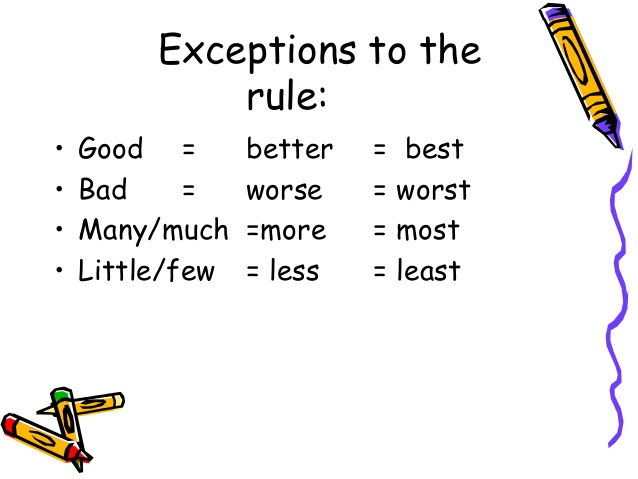 Exceptions to the
rule:
• Good = better = best
• Bad = worse = worst
• Many/much =more = most
• Little/few = less = least